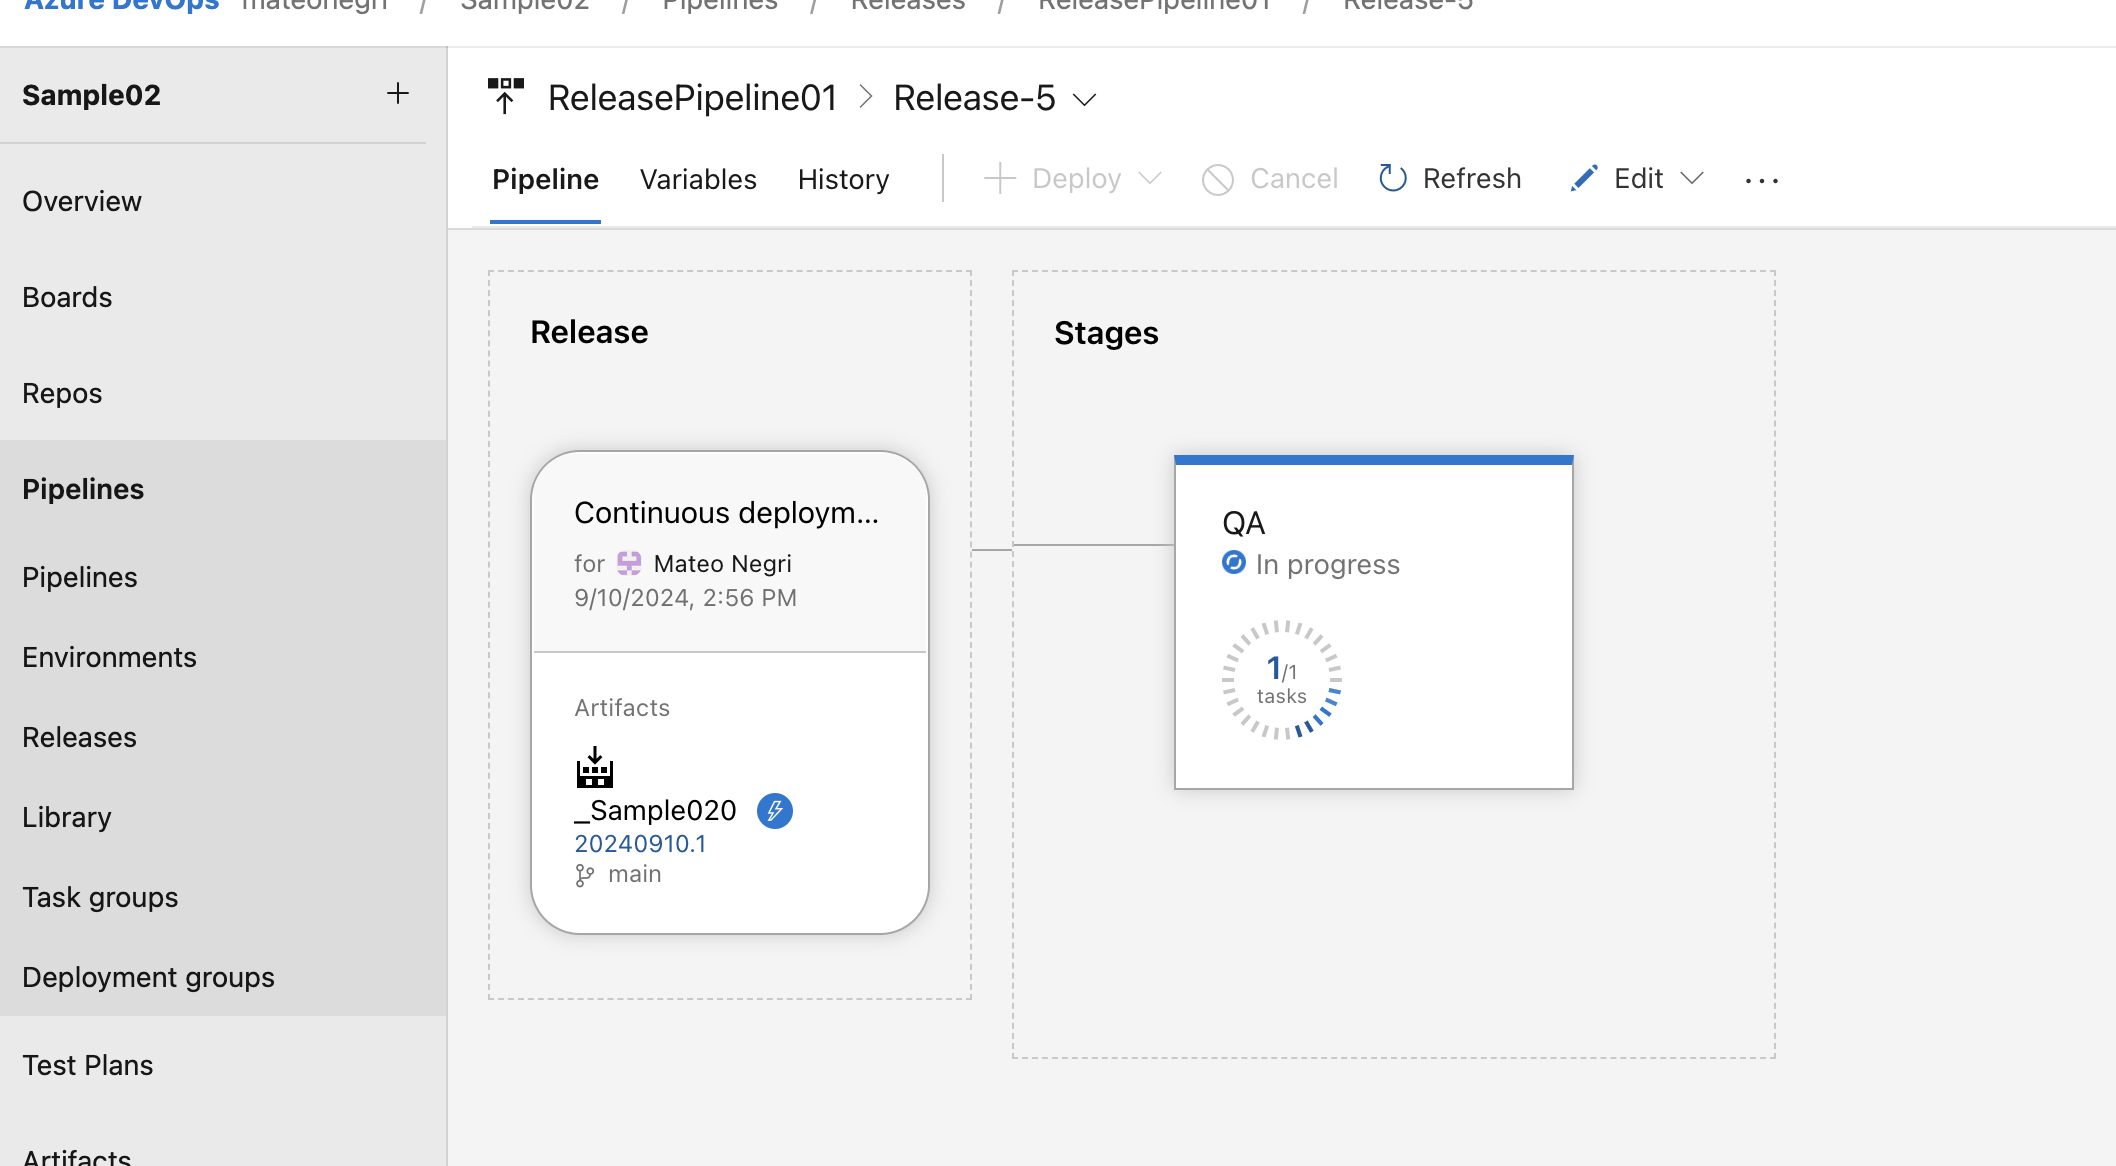 Azure DevOps mateonegri / Sample02 / Pipelines / Releases / ReleasePipeline01 / Release-5
Sample02
Overview
Boards
Repos
Pipelines
Pipelines
Environments
Releases
Library
Task groups
Deployment groups
Test Plans
Artifacts
ReleasePipeline01 > Release-5
Pipeline Variables History Deploy Cancel Refresh Edit ...
Release
Continuous deploym...
for Mateo Negri
9/10/2024, 2:56 PM
Artifacts
_Sample020
20240910.1
main
Stages
QA
In progress
1/1
tasks